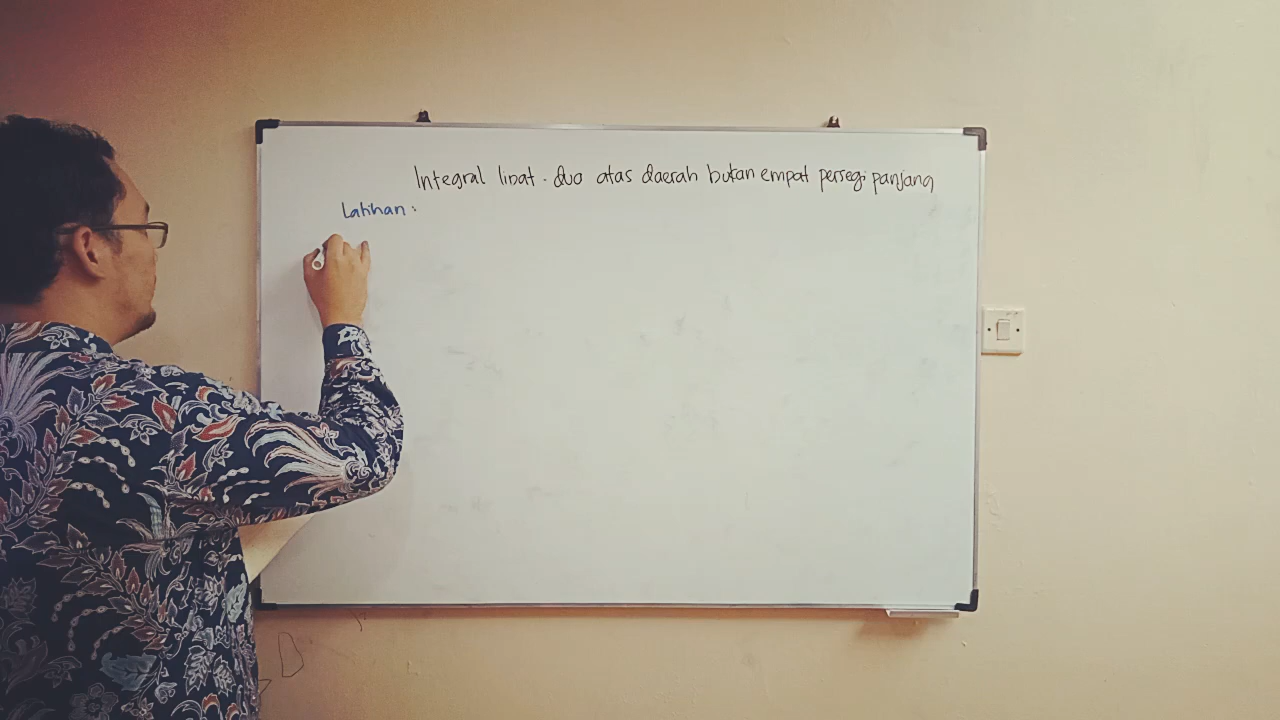 Integral lipat-dua atas daerah bukan empat persegi panjang
Latihan :